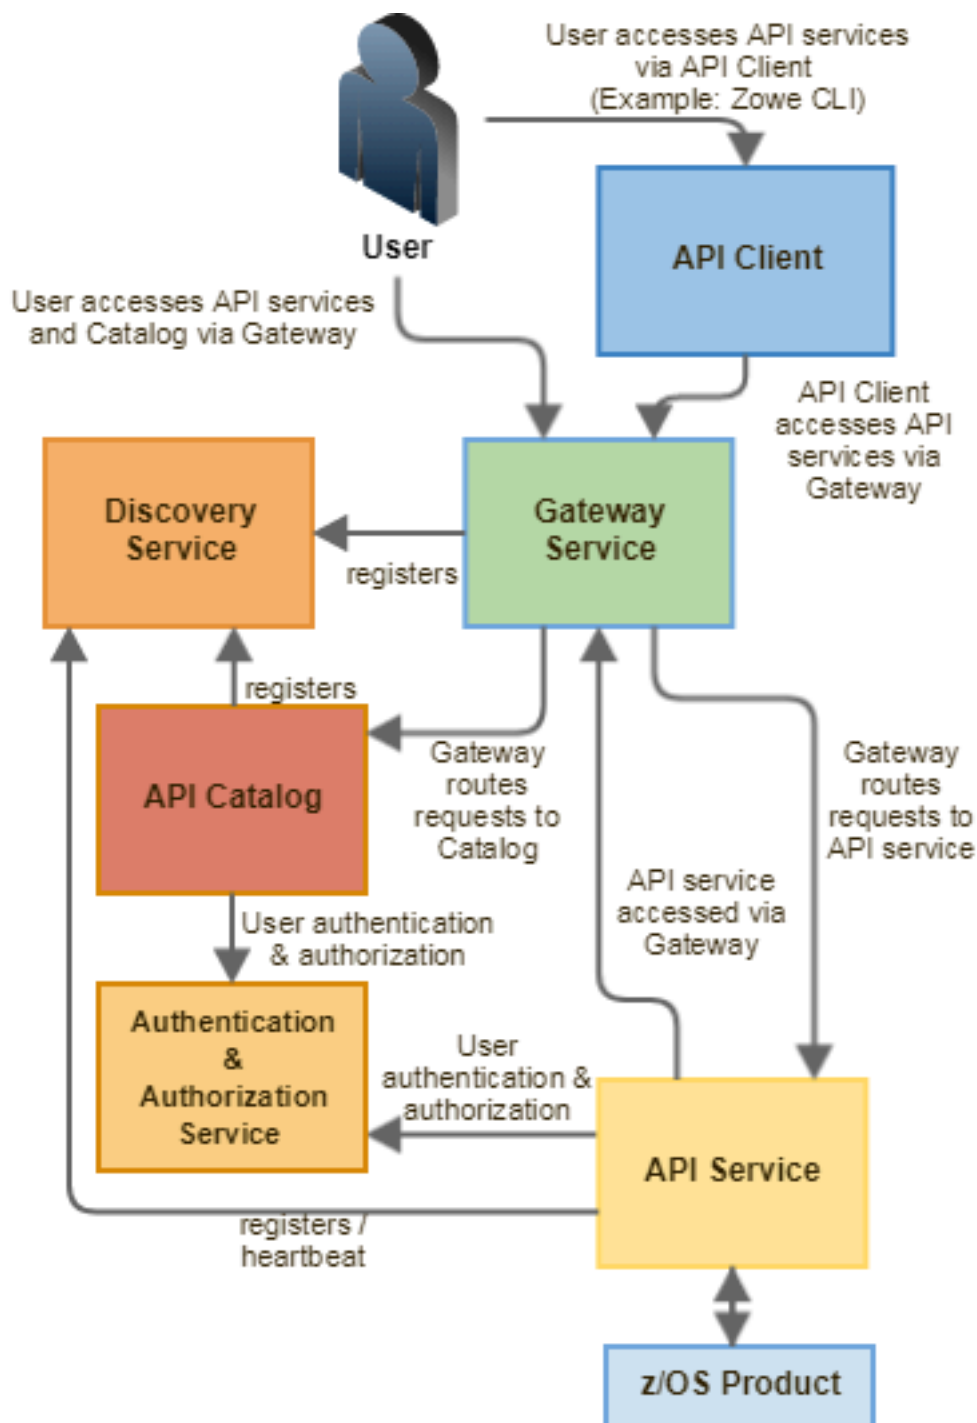 User accesses API services
via API Client
(Example: Zowe CLI)
User
API Client
User accesses API services
and Catalog via Gateway
API Client
accesses API
services via
Gateway
Discovery
Service
Gateway
Service
registers
registers
API Catalog
Gateway
routes
requests to
Catalog
Gateway
routes
requests to
API service
API service
accessed via
Gateway
User authentication
& authorization
Authentication
&
Authorization
Service
User
authentication &
authorization
API Service
registers /
heartbeat
z/OS Product